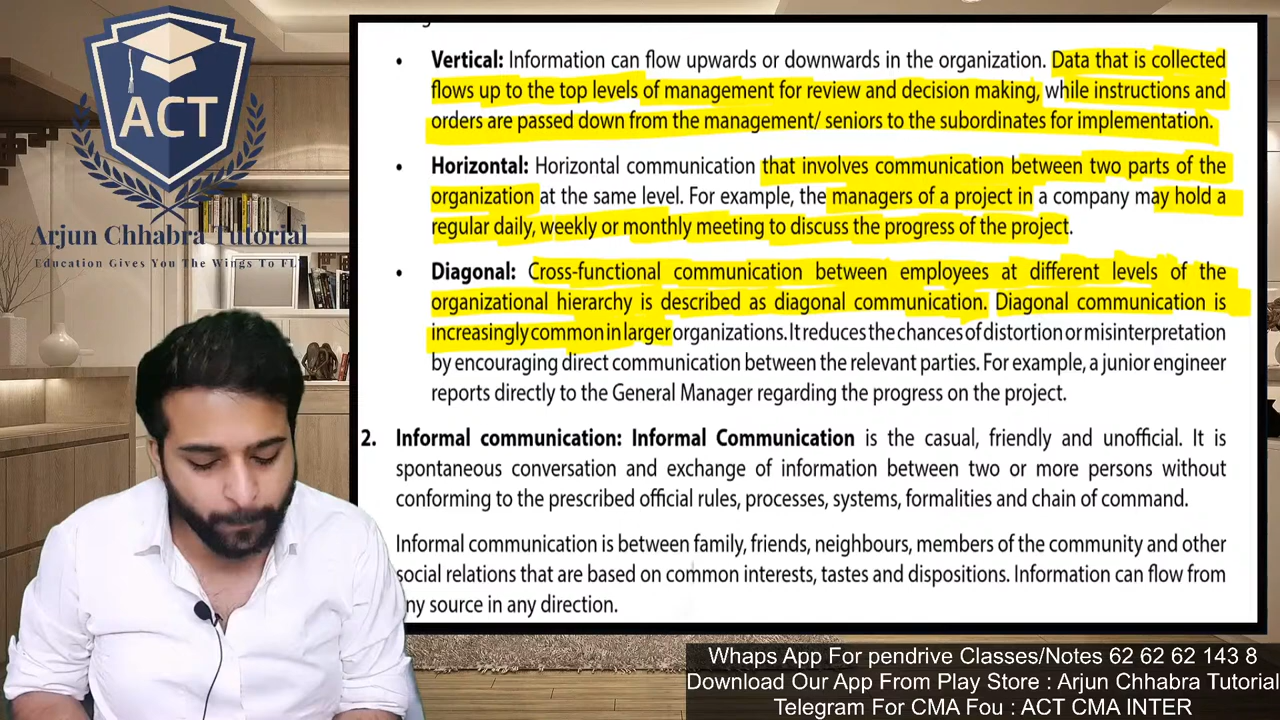 ACT
Arjun Chhabra Tutorial
Education Gives You The Wings To
• Vertical: Information can flow upwards or downwards in the organization. Data that is collected
flows up to the top levels of management for review and decision making, while instructions and
orders are passed down from the management/ seniors to the subordinates for implementation.
• Horizontal: Horizontal communication that involves communication between two parts of the
organization at the same level. For example, the managers of a project in a company may hold a
regular daily, weekly or monthly meeting to discuss the progress of the project.
• Diagonal: Cross-functional communication between employees at different levels of the
organizational hierarchy is described as diagonal communication. Diagonal communication is
increasingly common in larger organizations. It reduces the chances of distortion or misinterpretation
by encouraging direct communication between the relevant parties. For example, a junior engineer
reports directly to the General Manager regarding the progress on the project.
2. Informal communication: Informal Communication is the casual, friendly and unofficial. It is
spontaneous conversation and exchange of information between two or more persons without
conforming to the prescribed official rules, processes, systems, formalities and chain of command.
Informal communication is between family, friends, neighbours, members of the community and other
social relations that are based on common interests, tastes and dispositions. Information can flow from
ny source in any direction.
Whaps App For pendrive Classes/Notes 62 62 62 143 8
Download Our App From Play Store : Arjun Chhabra Tutorial
Telegram For CMA Fou : ACT CMA INTER